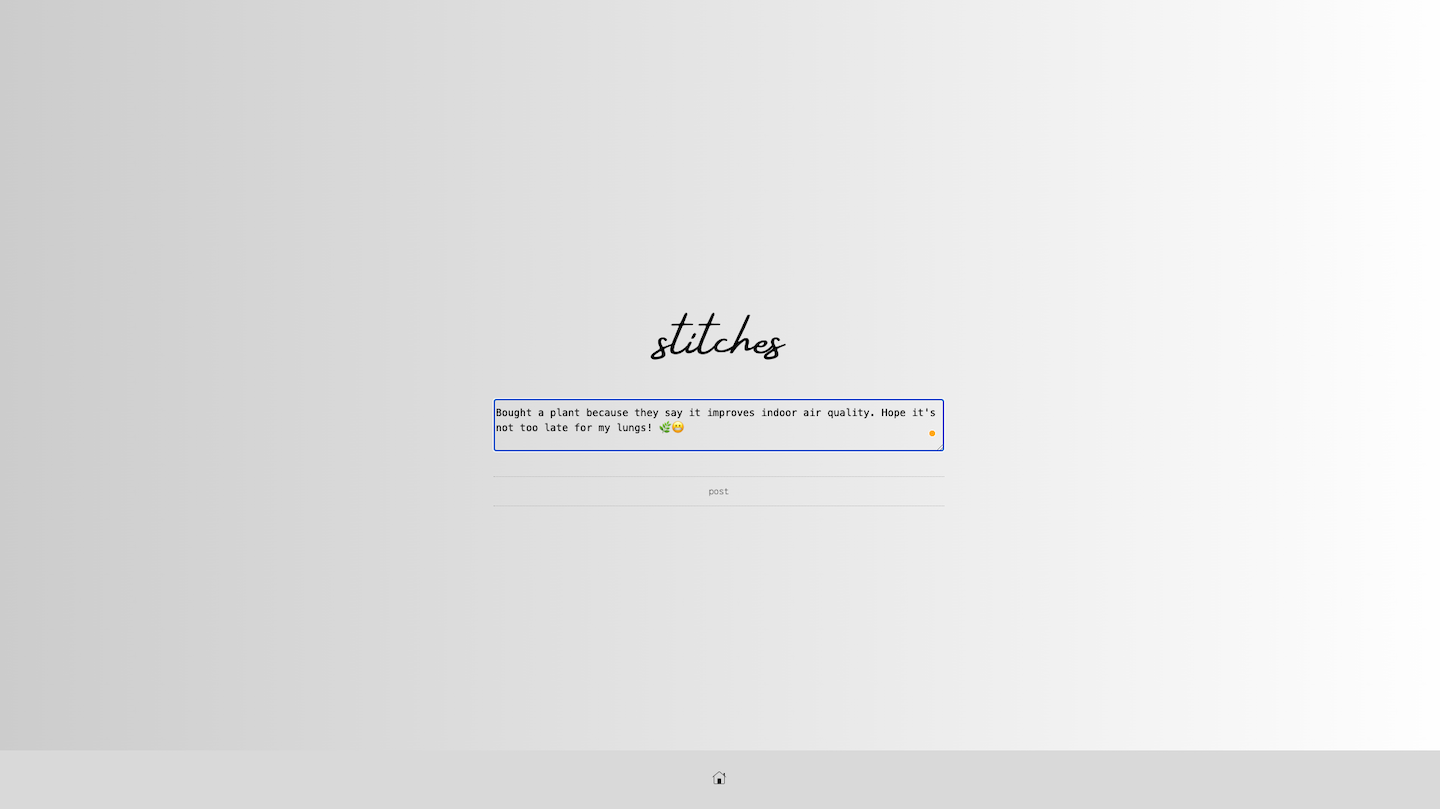 stitches
Bought a plant because they say it improves indoor air quality. Hope it's
not too late for my lungs! 🌿😬
post